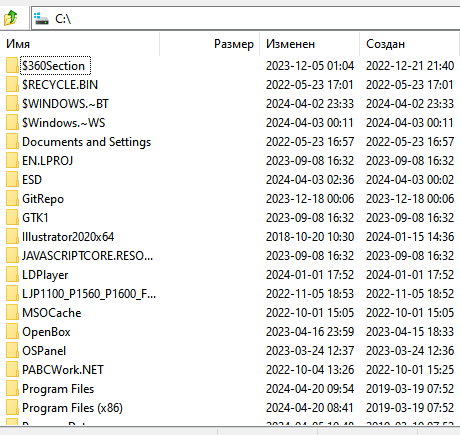 C:\
Имя Размер Изменен Создан
$360Section 2023-12-05 01:04 2022-12-21 21:40
$RECYCLE.BIN 2022-05-23 17:01 2022-05-23 17:01
$WINDOWS.~BT 2024-04-02 23:33 2024-04-02 23:33
$Windows.~WS 2024-04-03 00:11 2024-04-03 00:11
Documents and Settings 2022-05-23 16:57 2022-05-23 16:57
EN.LPROJ 2023-09-08 16:32 2023-09-08 16:32
ESD 2024-04-03 02:36 2024-04-03 00:02
GitRepo 2023-12-18 00:06 2023-12-18 00:06
GTK1 2023-09-08 16:32 2023-09-08 16:32
Illustrator2020x64 2018-10-20 10:30 2024-01-15 14:36
JAVASCRIPTCORE.RESO... 2023-09-08 16:32 2023-09-08 16:32
LDPlayer 2024-01-01 17:52 2024-01-01 17:52
LJP1100_P1560_P1600_F... 2022-11-05 18:53 2022-11-05 18:52
MSOCache 2022-10-01 15:05 2022-10-01 15:05
OpenBox 2023-04-16 23:59 2023-04-15 18:33
OSPanel 2023-03-24 12:37 2023-03-24 12:36
PABCWork.NET 2022-10-04 13:26 2022-10-01 15:25
Program Files 2024-04-20 09:54 2019-03-19 07:52
Program Files (x86) 2024-04-20 08:41 2019-03-19 07:52